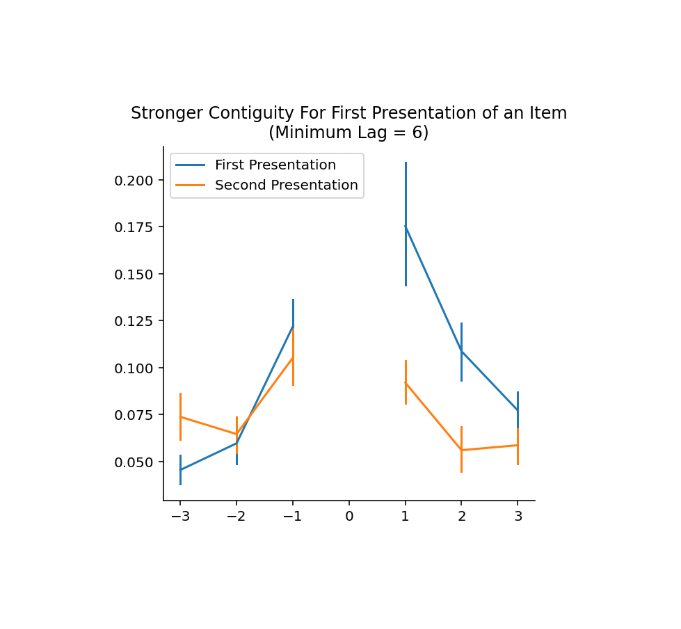 Stronger Contiguity For First Presentation of an Item
(Minimum Lag = 6)
First Presentation
Second Presentation
0.200
0.175
0.150
0.125
0.100
0.075
0.050
−3 −2 −1 0 1 2 3